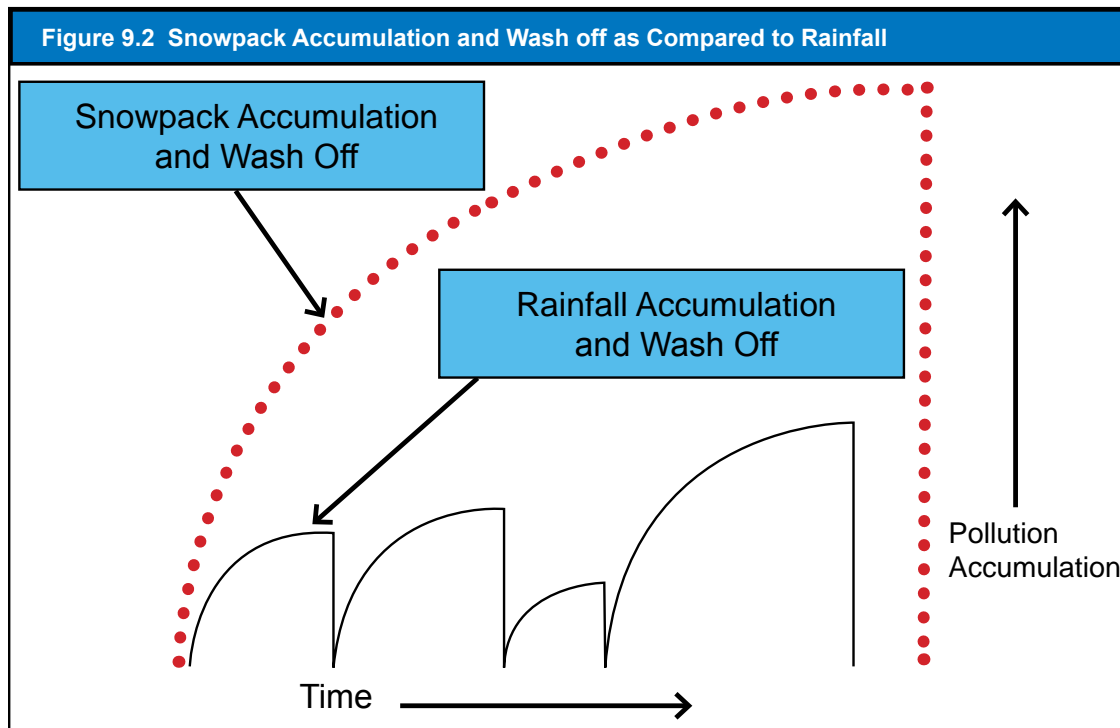 Figure 9.2 Snowpack Accumulation and Wash off as Compared to Rainfall
Snowpack Accumulation
and Wash Off
Rainfall Accumulation
and Wash Off
Pollution
Accumulation
Time